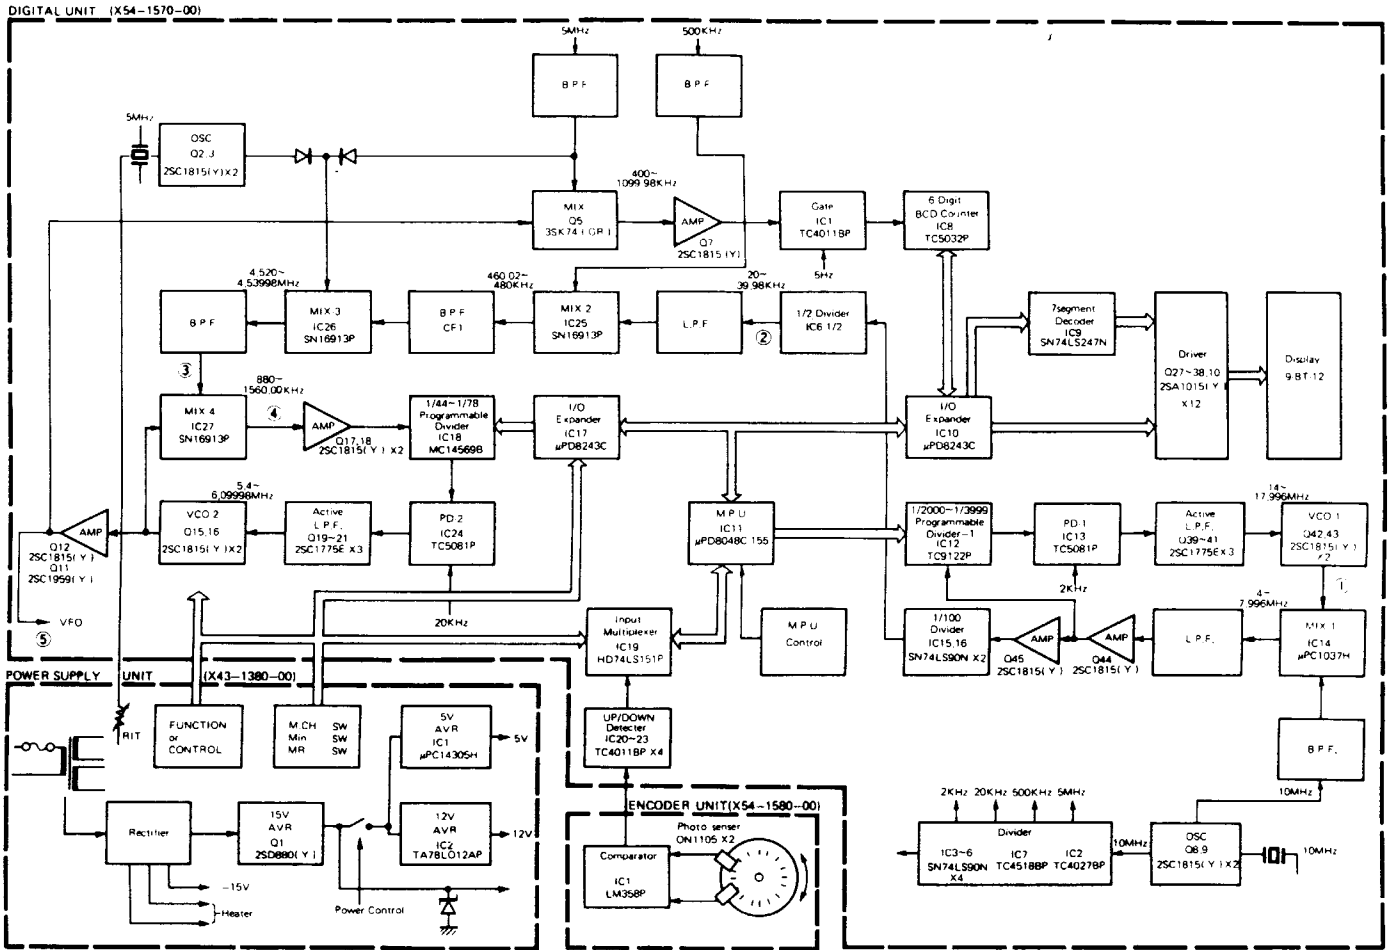 DIGITAL UNIT (X54-1570-00)
5MHz
500KHz
B.P.F.
B.P.F.
5MHz
OSC
Q2,3
2SC1815(Y)X2
MIX
Q5
3SK74(GR)
400~
1099.98KHz
AMP
Q7
2SC1815(Y)
Gate
IC1
TC4011BP
5Hz
6 Digit
BCD Counter
IC8
TC5032P
4.520~
4.53998MHz
B.P.F.
MIX-3
IC26
SN16913P
B.P.F.
CF1
460.02~
480KHz
MIX 2
IC25
SN16913P
L.P.F.
20~
39.98KHz
②
1/2 Divider
IC6 1/2
7segment
Decoder
IC9
SN74LS247N
Driver
Q27~38,10
2SA1015(Y)
X12
Display
9-BT-12
③
MIX-4
IC27
SN16913P
880~
1560.00KHz
④
AMP
Q17,18
2SC1815(Y)X2
1/44~1/78
Programmable
Divider
IC18
MC14569B
I/O
Expander
IC17
μPD8243C
I/O
Expander
IC10
μPD8243C
AMP
Q12
2SC1815(Y)
Q11
2SC1959(Y)
VCO 2
Q15,16
2SC1815(Y)X2
5.4~
6.09998MHz
Active
L.P.F.
Q19~21
2SC1775E X3
PD-2
IC24
TC5081P
20KHz
M.P.U
IC11
μPD8048C 155
1/2000~1/3999
Programmable
Divider-1
IC12
TC9122P
PD-1
IC13
TC5081P
2KHz
Active
L.P.F.
Q39~41
2SC1775EX3
14~
17.996MHz
VCO 1
Q42,43
2SC1815(Y)
X2
①
VFO
⑤
Input
Multiplexer
IC19
HD74LS151P
M.P.U
Control
1/100
Divider
IC15,16
SN74LS90N X2
AMP
Q45
2SC1815(Y)
AMP
Q44
2SC1815(Y)
L.P.F.
4~
7.996MHz
MIX-1
IC14
μPC1037H
POWER SUPPLY UNIT (X43-1380-00)
RIT
FUNCTION
or
CONTROL
M.CH SW
Min SW
MR SW
5V
AVR
IC1
μPC14305H
5V
UP/DOWN
Detecter
IC20~23
TC4011BP X4
B.P.F.
10MHz
Rectifier
15V
AVR
Q1
2SD880(Y)
12V
AVR
IC2
TA78LO12AP
12V
-15V
Heater
Power Control
ENCODER UNIT(X54-1580-00)
Photo senser
ON1105 X2
Comparator
IC1
LM358P
2KHz 20KHz 500KHz 5MHz
Divider
IC3~6
SN74LS90N
X4
IC7
TC4518BP
IC2
TC4027BP
10MHz
OSC
Q8,9
2SC1815(Y)X2
10MHz